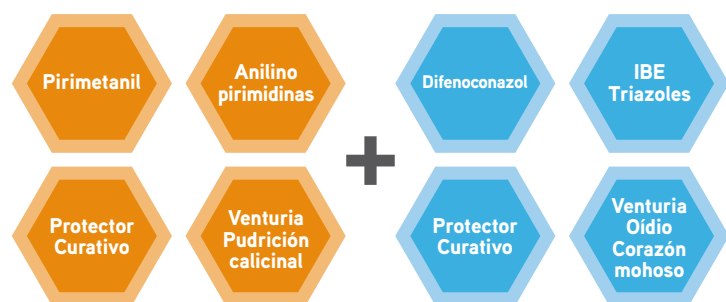 Pirimetanil
Anilino
pirimidinas
+
Difenoconazol
IBE
Triazoles
Protector
Curativo
Venturia
Pudrición
calicinal
Protector
Curativo
Venturia
Oídio
Corazón
mohoso